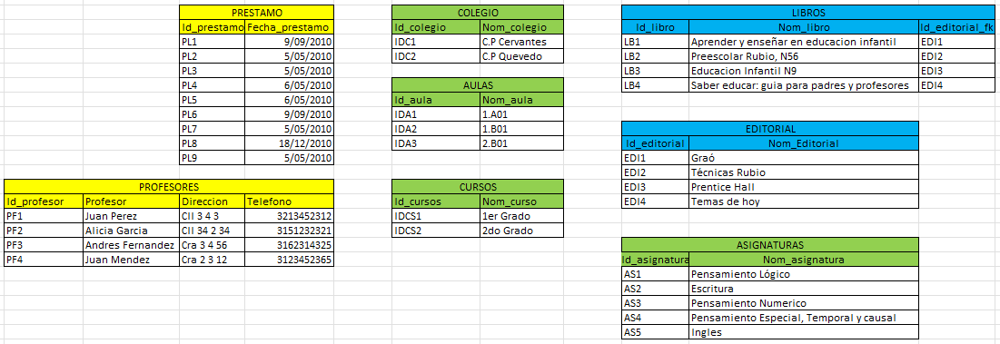 PRESTAMO
Id_prestamo Fecha_prestamo
PL1 9/09/2010
PL2 5/05/2010
PL3 5/05/2010
PL4 6/05/2010
PL5 6/05/2010
PL6 9/09/2010
PL7 5/05/2010
PL8 18/12/2010
PL9 5/05/2010
PROFESORES
Id_profesor Profesor Direccion Telefono
PF1 Juan Perez Cll 3 4 3 3213452312
PF2 Alicia Garcia Cll 34 2 34 3151232321
PF3 Andres Fernandez Cra 3 4 56 3162314325
PF4 Juan Mendez Cra 2 3 12 3123452365
COLEGIO
Id_colegio Nom_colegio
IDC1 C.P Cervantes
IDC2 C.P Quevedo
AULAS
Id_aula Nom_aula
IDA1 1.A01
IDA2 1.B01
IDA3 2.B01
CURSOS
Id_cursos Nom_curso
IDCS1 1er Grado
IDCS2 2do Grado
LIBROS
Id_libro Nom_libro Id_editorial_fk
LB1 Aprender y enseñar en educacion infantil EDI1
LB2 Preescolar Rubio, N56 EDI2
LB3 Educacion Infantil N9 EDI3
LB4 Saber educar: guia para padres y profesores EDI4
EDITORIAL
Id_editorial Nom_Editorial
EDI1 Graó
EDI2 Técnicas Rubio
EDI3 Prentice Hall
EDI4 Temas de hoy
ASIGNATURAS
Id_asignatura Nom_asignatura
AS1 Pensamiento Lógico
AS2 Escritura
AS3 Pensamiento Numerico
AS4 Pensamiento Especial, Temporal y causal
AS5 Ingles